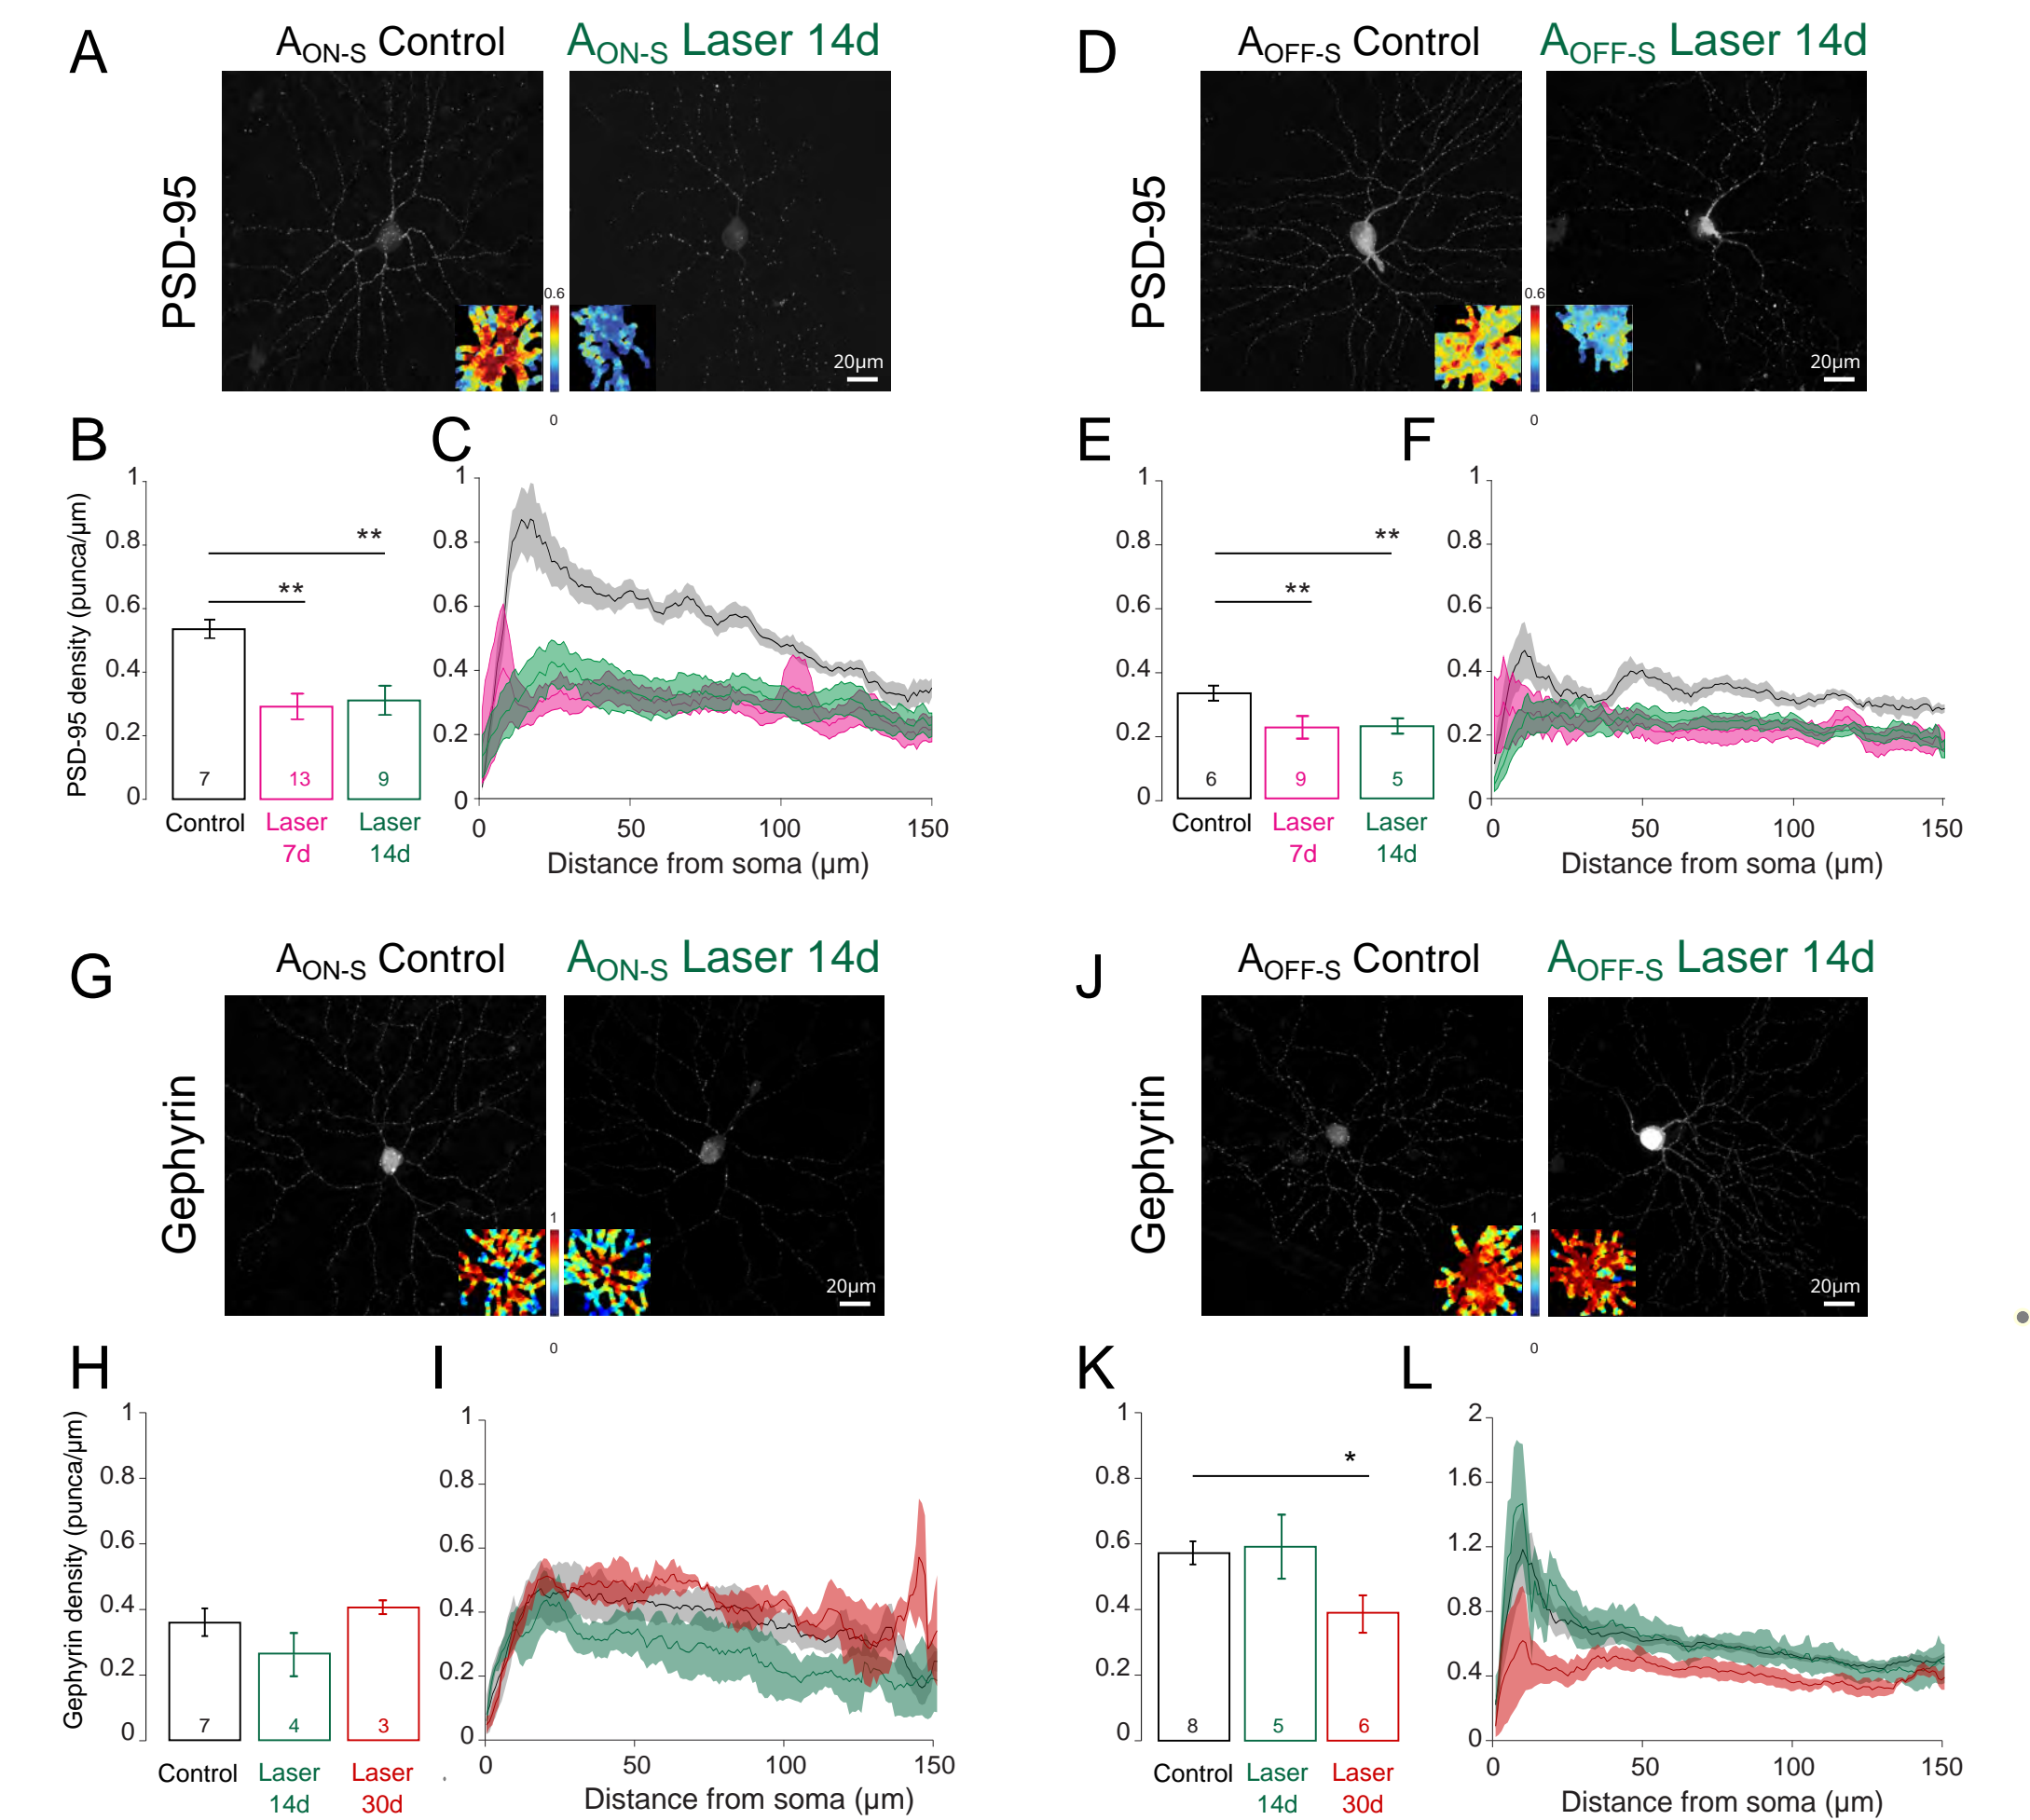 A
A_ON-S Control
A_ON-S Laser 14d
PSD-95
0.6
0
20µm
D
A_OFF-S Control
A_OFF-S Laser 14d
PSD-95
0.6
0
20µm
B
PSD-95 density (punca/µm)
1
0.8
0.6
0.4
0.2
0
**
**
7
13
9
Control
Laser
7d
Laser
14d
C
1
0.8
0.6
0.4
0.2
0
0
50
100
150
Distance from soma (µm)
E
1
0.8
0.6
0.4
0.2
0
**
**
6
9
5
Control
Laser
7d
Laser
14d
F
1
0.8
0.6
0.4
0.2
0
0
50
100
150
Distance from soma (µm)
G
A_ON-S Control
A_ON-S Laser 14d
Gephyrin
1
0
20µm
J
A_OFF-S Control
A_OFF-S Laser 14d
Gephyrin
1
0
20µm
H
Gephyrin density (punca/µm)
1
0.8
0.6
0.4
0.2
0
7
4
3
Control
Laser
14d
Laser
30d
I
1
0.8
0.6
0.4
0.2
0
0
50
100
150
Distance from soma (µm)
K
1
0.8
0.6
0.4
0.2
0
*
8
5
6
Control
Laser
14d
Laser
30d
L
2
1.6
1.2
0.8
0.4
0
0
50
100
150
Distance from soma (µm)